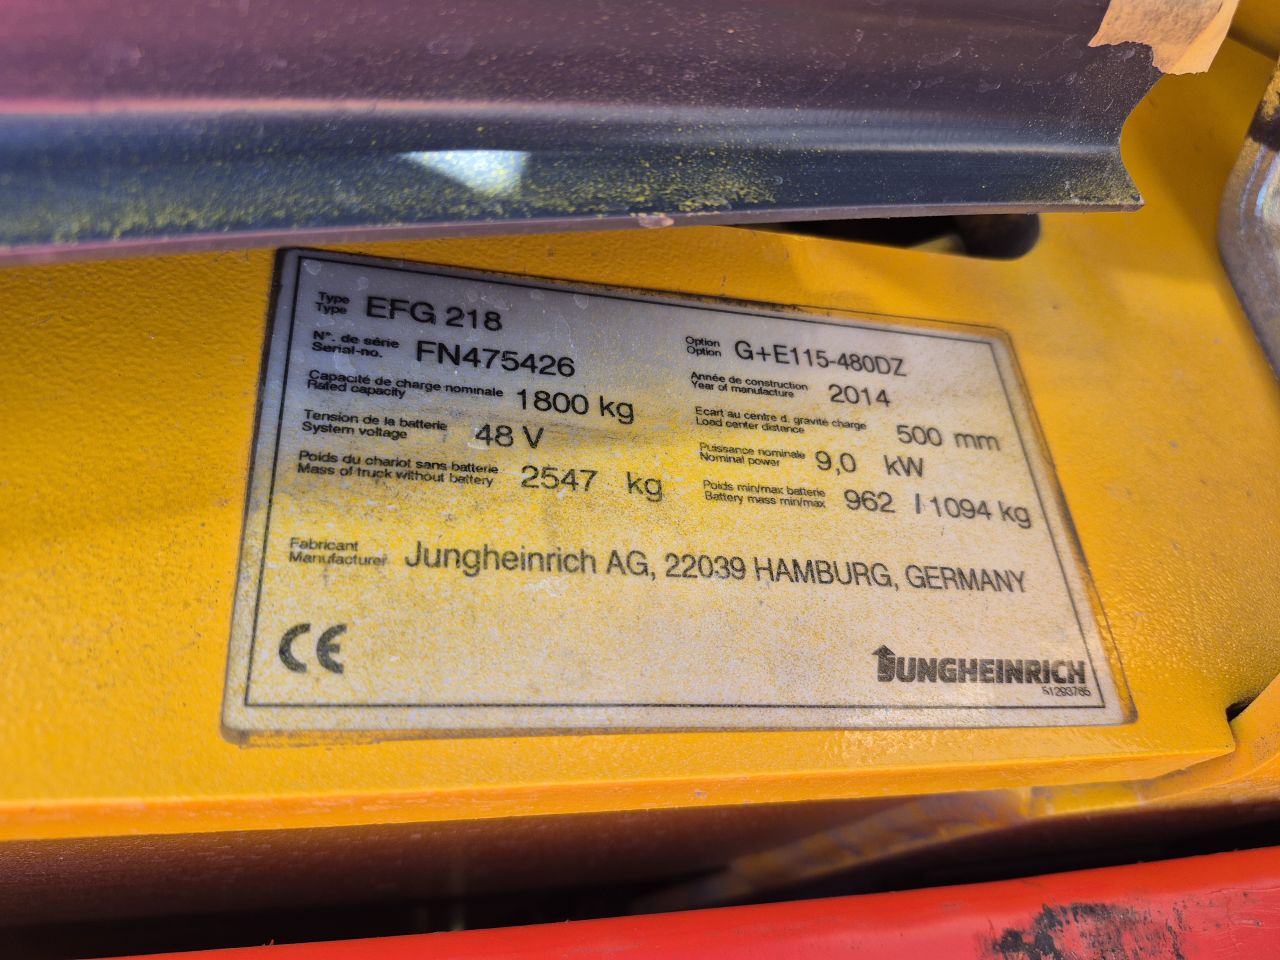 Type
Type EFG 218
N°. de série
Serial-no. FN475426
Option
Option G+E115-480DZ
Capacité de charge nominale
Rated capacity 1800 kg
Année de construction
Year of manufacture 2014
Tension de la batterie
System voltage 48 V
Ecart au centre d. gravité charge
Load center distance 500 mm
Poids du chariot sans batterie
Mass of truck without battery 2547 kg
Puissance nominale
Nominal power 9,0 kW
Poids min/max batterie
Battery mass min/max 962 / 1094 kg
Fabricant
Manufacturer Jungheinrich AG, 22039 HAMBURG, GERMANY
CE
JUNGHEINRICH
51293765